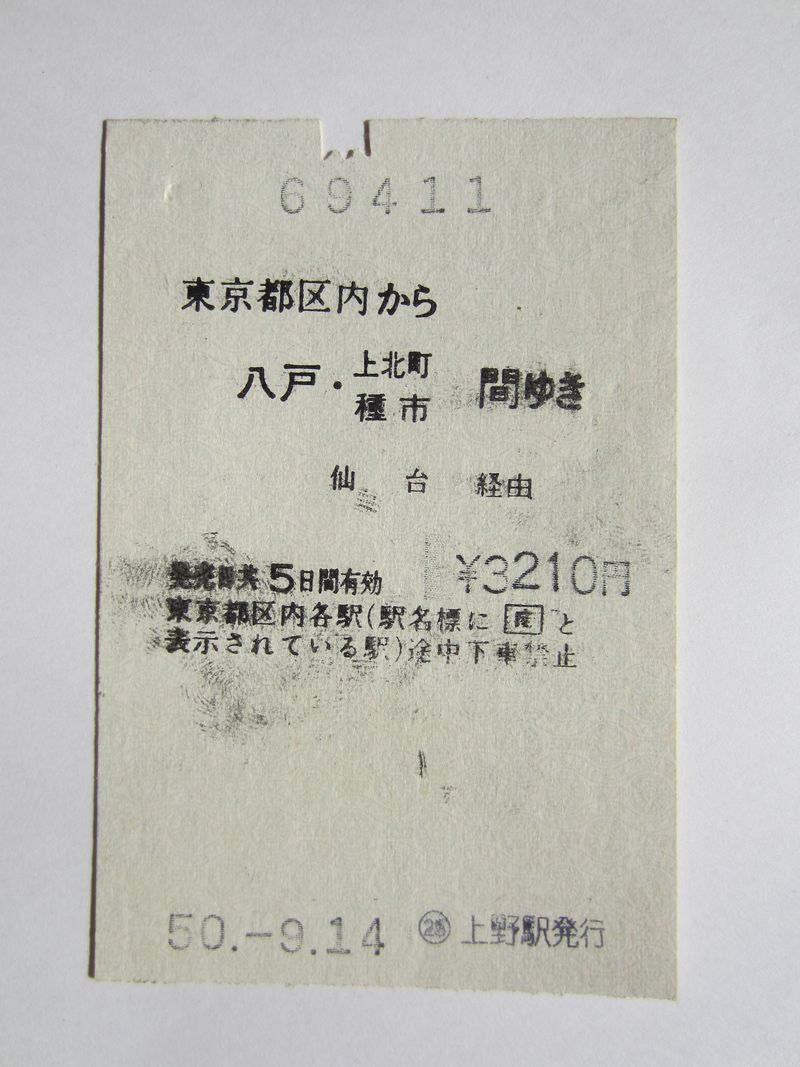 69411
東京都区内から
八戸・上北町 種市 間ゆき
仙台 経由
発売日共5日間有効 ¥3210円
東京都区内各駅(駅名標に区と
表示されている駅)途中下車禁止
50.-9.14 ㉕ 上野駅発行